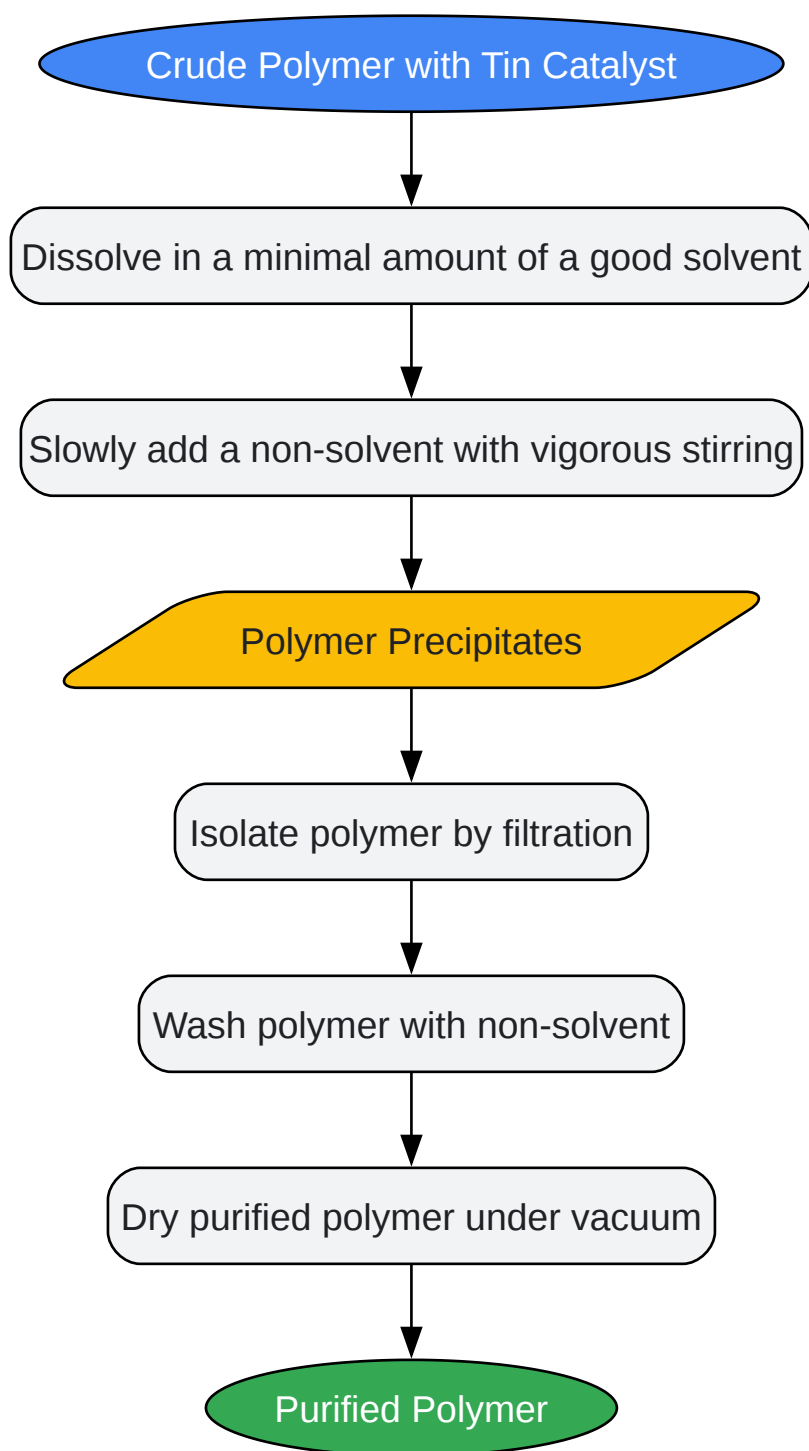 Crude Polymer with Tin Catalyst
Dissolve in a minimal amount of a good solvent
Slowly add a non-solvent with vigorous stirring
Polymer Precipitates
Isolate polymer by filtration
Wash polymer with non-solvent
Dry purified polymer under vacuum
Purified Polymer